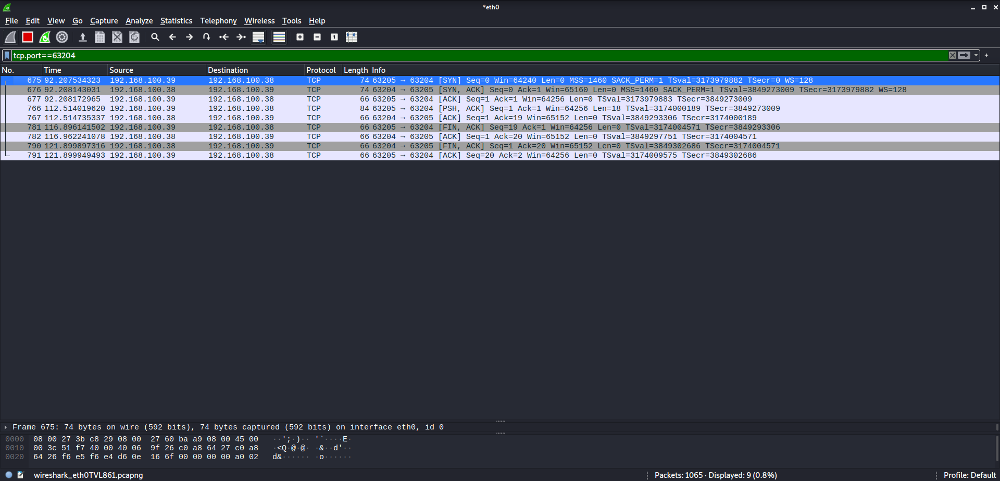 *eth0
File Edit View Go Capture Analyze Statistics Telephony Wireless Tools Help
tcp.port==63204
No. Time Source Destination Protocol Length Info
675 92.207534323 192.168.100.39 192.168.100.38 TCP 74 63205 → 63204 [SYN] Seq=0 Win=64240 Len=0 MSS=1460 SACK_PERM=1 TSval=3173979882 TSecr=0 WS=128
676 92.208143031 192.168.100.38 192.168.100.39 TCP 74 63204 → 63205 [SYN, ACK] Seq=0 Ack=1 Win=65160 Len=0 MSS=1460 SACK_PERM=1 TSval=3849273009 TSecr=3173979882 WS=128
677 92.208172965 192.168.100.39 192.168.100.38 TCP 66 63205 → 63204 [ACK] Seq=1 Ack=1 Win=64256 Len=0 TSval=3173979883 TSecr=3849273009
766 112.514019620 192.168.100.39 192.168.100.38 TCP 84 63205 → 63204 [PSH, ACK] Seq=1 Ack=1 Win=64256 Len=18 TSval=3174000189 TSecr=3849273009
767 112.514735337 192.168.100.38 192.168.100.39 TCP 66 63204 → 63205 [ACK] Seq=1 Ack=19 Win=65152 Len=0 TSval=3849293306 TSecr=3174000189
781 116.896141502 192.168.100.39 192.168.100.38 TCP 66 63205 → 63204 [FIN, ACK] Seq=19 Ack=1 Win=64256 Len=0 TSval=3174004571 TSecr=3849293306
782 116.962241078 192.168.100.38 192.168.100.39 TCP 66 63204 → 63205 [ACK] Seq=1 Ack=20 Win=65152 Len=0 TSval=3849297751 TSecr=3174004571
790 121.899897316 192.168.100.38 192.168.100.39 TCP 66 63204 → 63205 [FIN, ACK] Seq=1 Ack=20 Win=65152 Len=0 TSval=3849302686 TSecr=3174004571
791 121.899949493 192.168.100.39 192.168.100.38 TCP 66 63205 → 63204 [ACK] Seq=20 Ack=2 Win=64256 Len=0 TSval=3174009575 TSecr=3849302686
Frame 675: 74 bytes on wire (592 bits), 74 bytes captured (592 bits) on interface eth0, id 0
0000 08 00 27 3b c8 29 08 00 27 60 ba a9 08 00 45 00 ··';·)·· '`····E·
0010 00 3c 51 f7 40 00 40 06 9f 26 c0 a8 64 27 c0 a8 ·<Q·@·@· ·&··d'··
0020 64 26 f6 e5 f6 e4 d6 0e 16 6f 00 00 00 00 a0 02 d&······ ·o······
wireshark_eth0TVL861.pcapng Packets: 1065 · Displayed: 9 (0.8%) Profile: Default